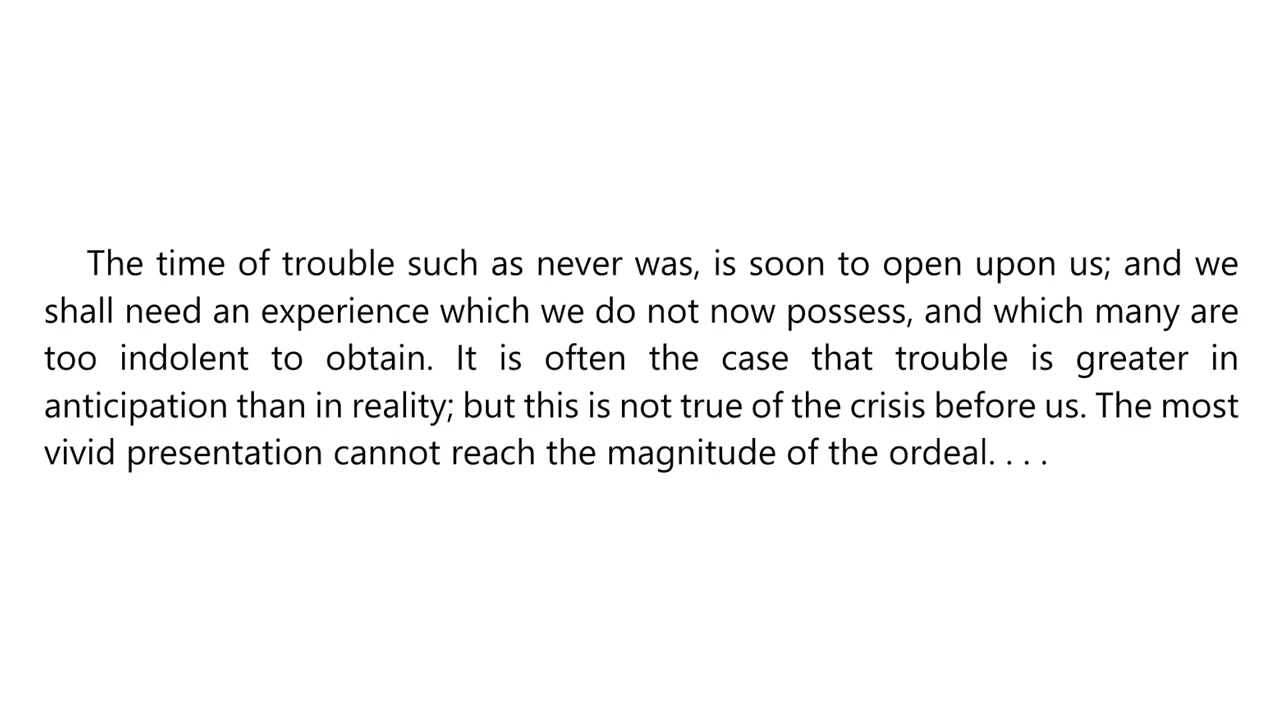 The time of trouble such as never was, is soon to open upon us; and we
shall need an experience which we do not now possess, and which many are
too indolent to obtain. It is often the case that trouble is greater in
anticipation than in reality; but this is not true of the crisis before us. The most
vivid presentation cannot reach the magnitude of the ordeal. . . .